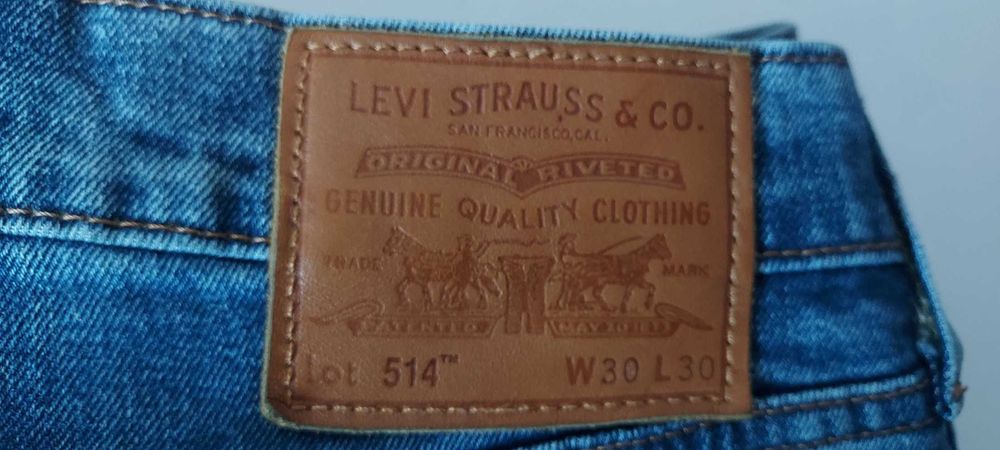 LEVI STRAUSS & CO.
SAN FRANCISCO, CAL.
ORIGINAL RIVETED
GENUINE QUALITY CLOTHING
TRADE MARK
PATENTED MAY 20 1873
lot 514™ W30 L30